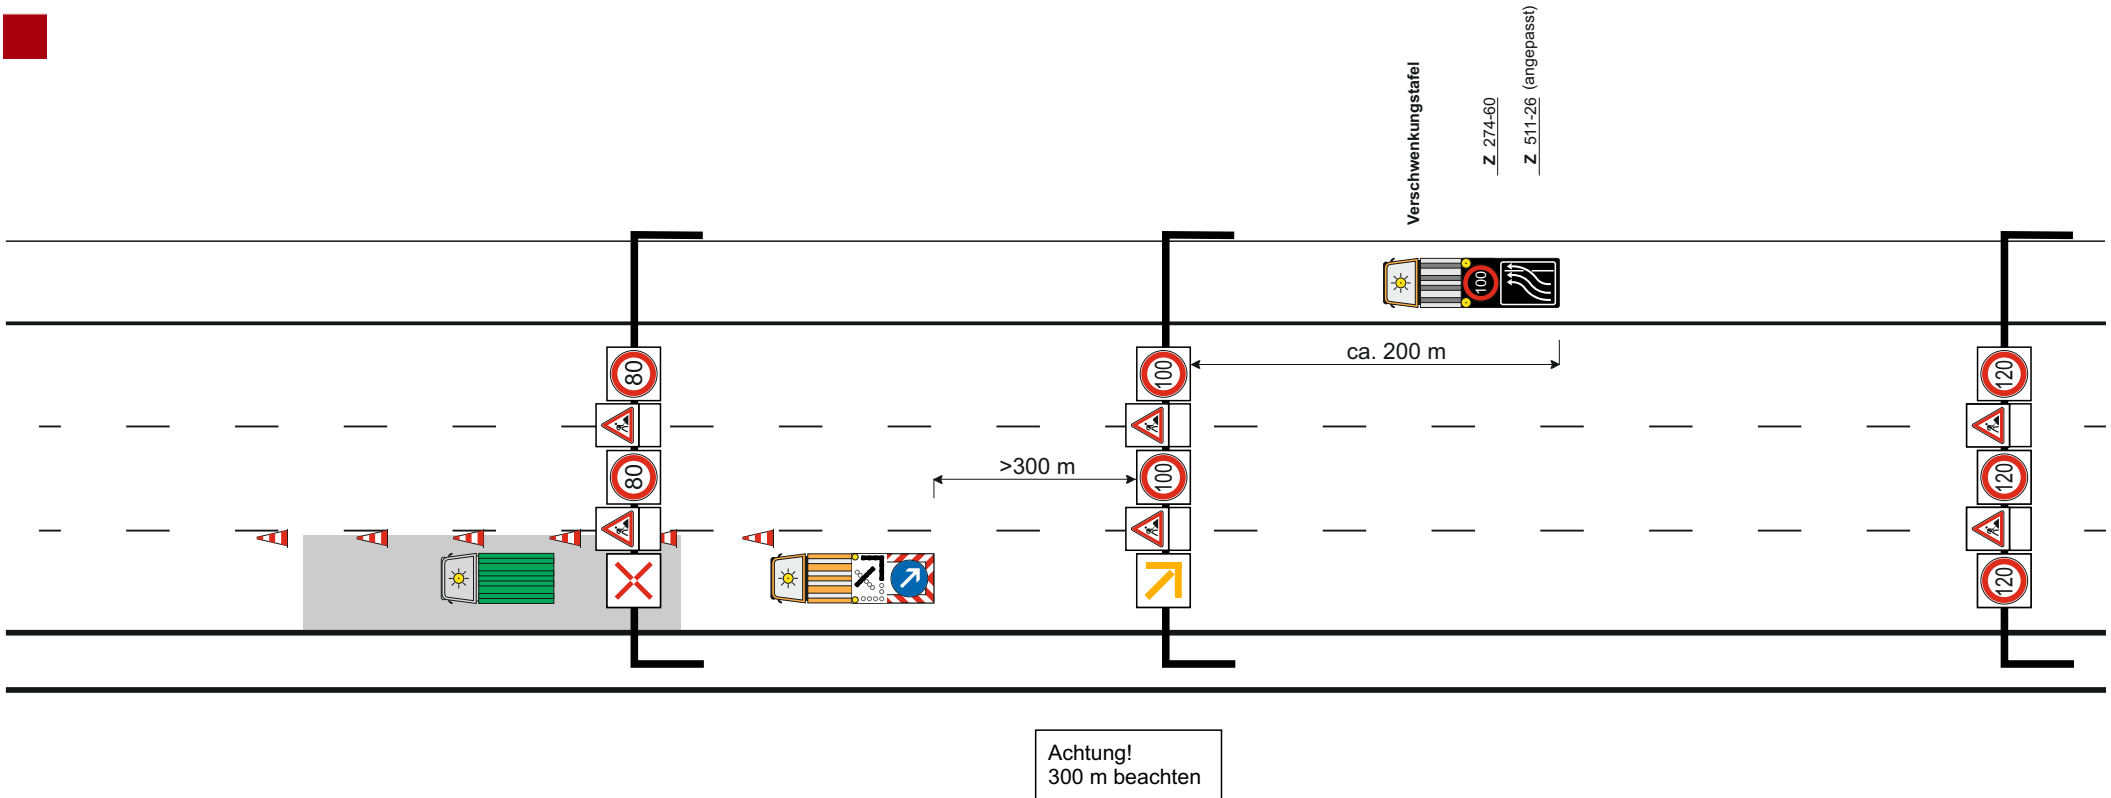 Verschwenkungstafel
Z 274-60
Z 511-26 (angepasst)
100
ca. 200 m
80
100
120
>300 m
80
100
120
120
Achtung!
300 m beachten